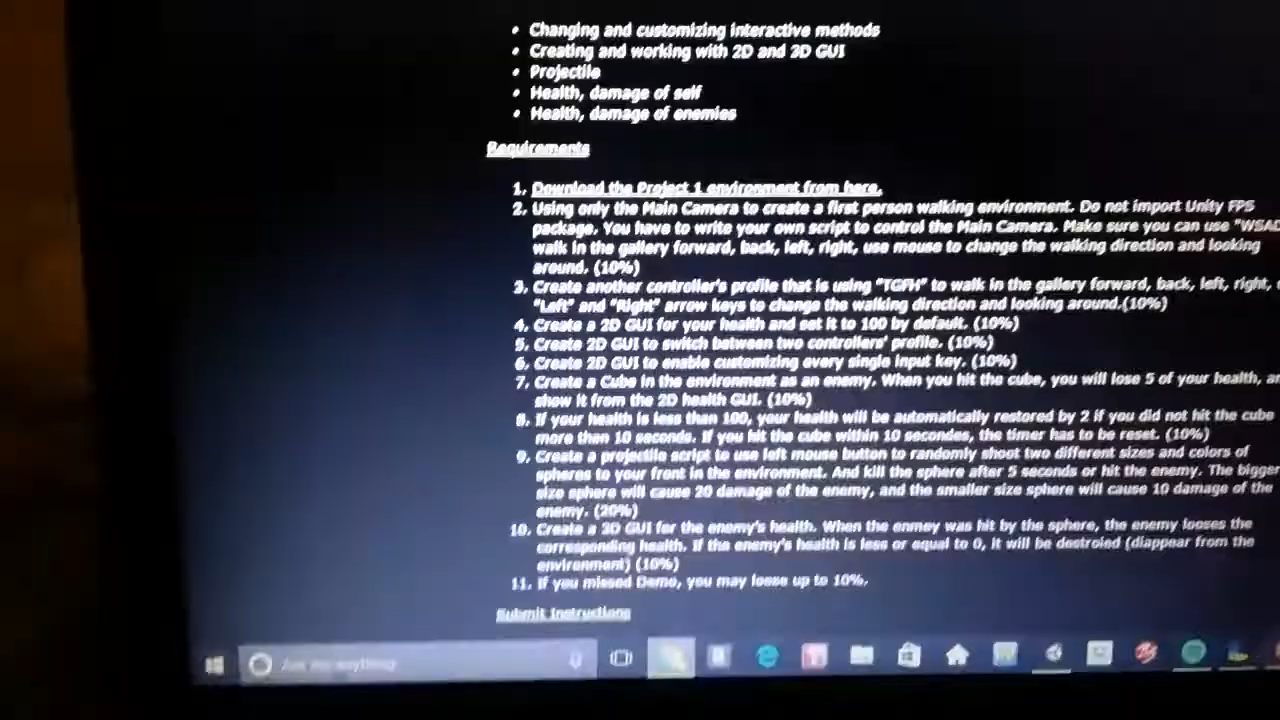 Changing and customizing interactive methods
Creating and working with 2D and 3D GUI
Projectile
Health, damage of self
Health, damage of enemies
Requirements
1. Download the Project 1 environment from here.
2. Using only the Main Camera to create a first person walking environment. Do not import Unity FPS
package. You have to write your own script to control the Main Camera. Make sure you can use "WSAD
walk in the gallery forward, back, left, right, use mouse to change the walking direction and looking
around. (10%)
3. Create another controller's profile that is using "TGFH" to walk in the gallery forward, back, left, right,
"Left" and "Right" arrow keys to change the walking direction and looking around.(10%)
4. Create a 2D GUI for your health and set it to 100 by default. (10%)
5. Create 2D GUI to switch between two controllers' profile. (10%)
6. Create 2D GUI to enable customizing every single input key. (10%)
7. Create a Cube in the environment as an enemy. When you hit the cube, you will lose 5 of your health, an
show it from the 2D health GUI. (10%)
8. If your health is less than 100, your health will be automatically restored by 2 if you did not hit the cube
more than 10 seconds. If you hit the cube within 10 secondes, the timer has to be reset. (10%)
9. Create a projectile script to use left mouse button to randomly shoot two different sizes and colors of
spheres to your front in the environment. And kill the sphere after 5 seconds or hit the enemy. The bigger
size sphere will cause 20 damage of the enemy, and the smaller size sphere will cause 10 damage of the
enemy. (20%)
10. Create a 3D GUI for the enemy's health. When the enmey was hit by the sphere, the enemy looses the
corresponding health. If the enemy's health is less or equal to 0, it will be destroied (diappear from the
environment) (10%)
11. If you missed Demo, you may loose up to 10%.
Submit Instructions
Ask me anything